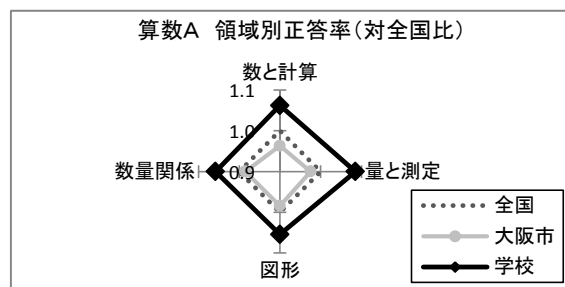 算数A 領域別正答率(対全国比)
数と計算
1.1
1.0
数量関係
0.9
量と測定
図形
全国
大阪市
学校